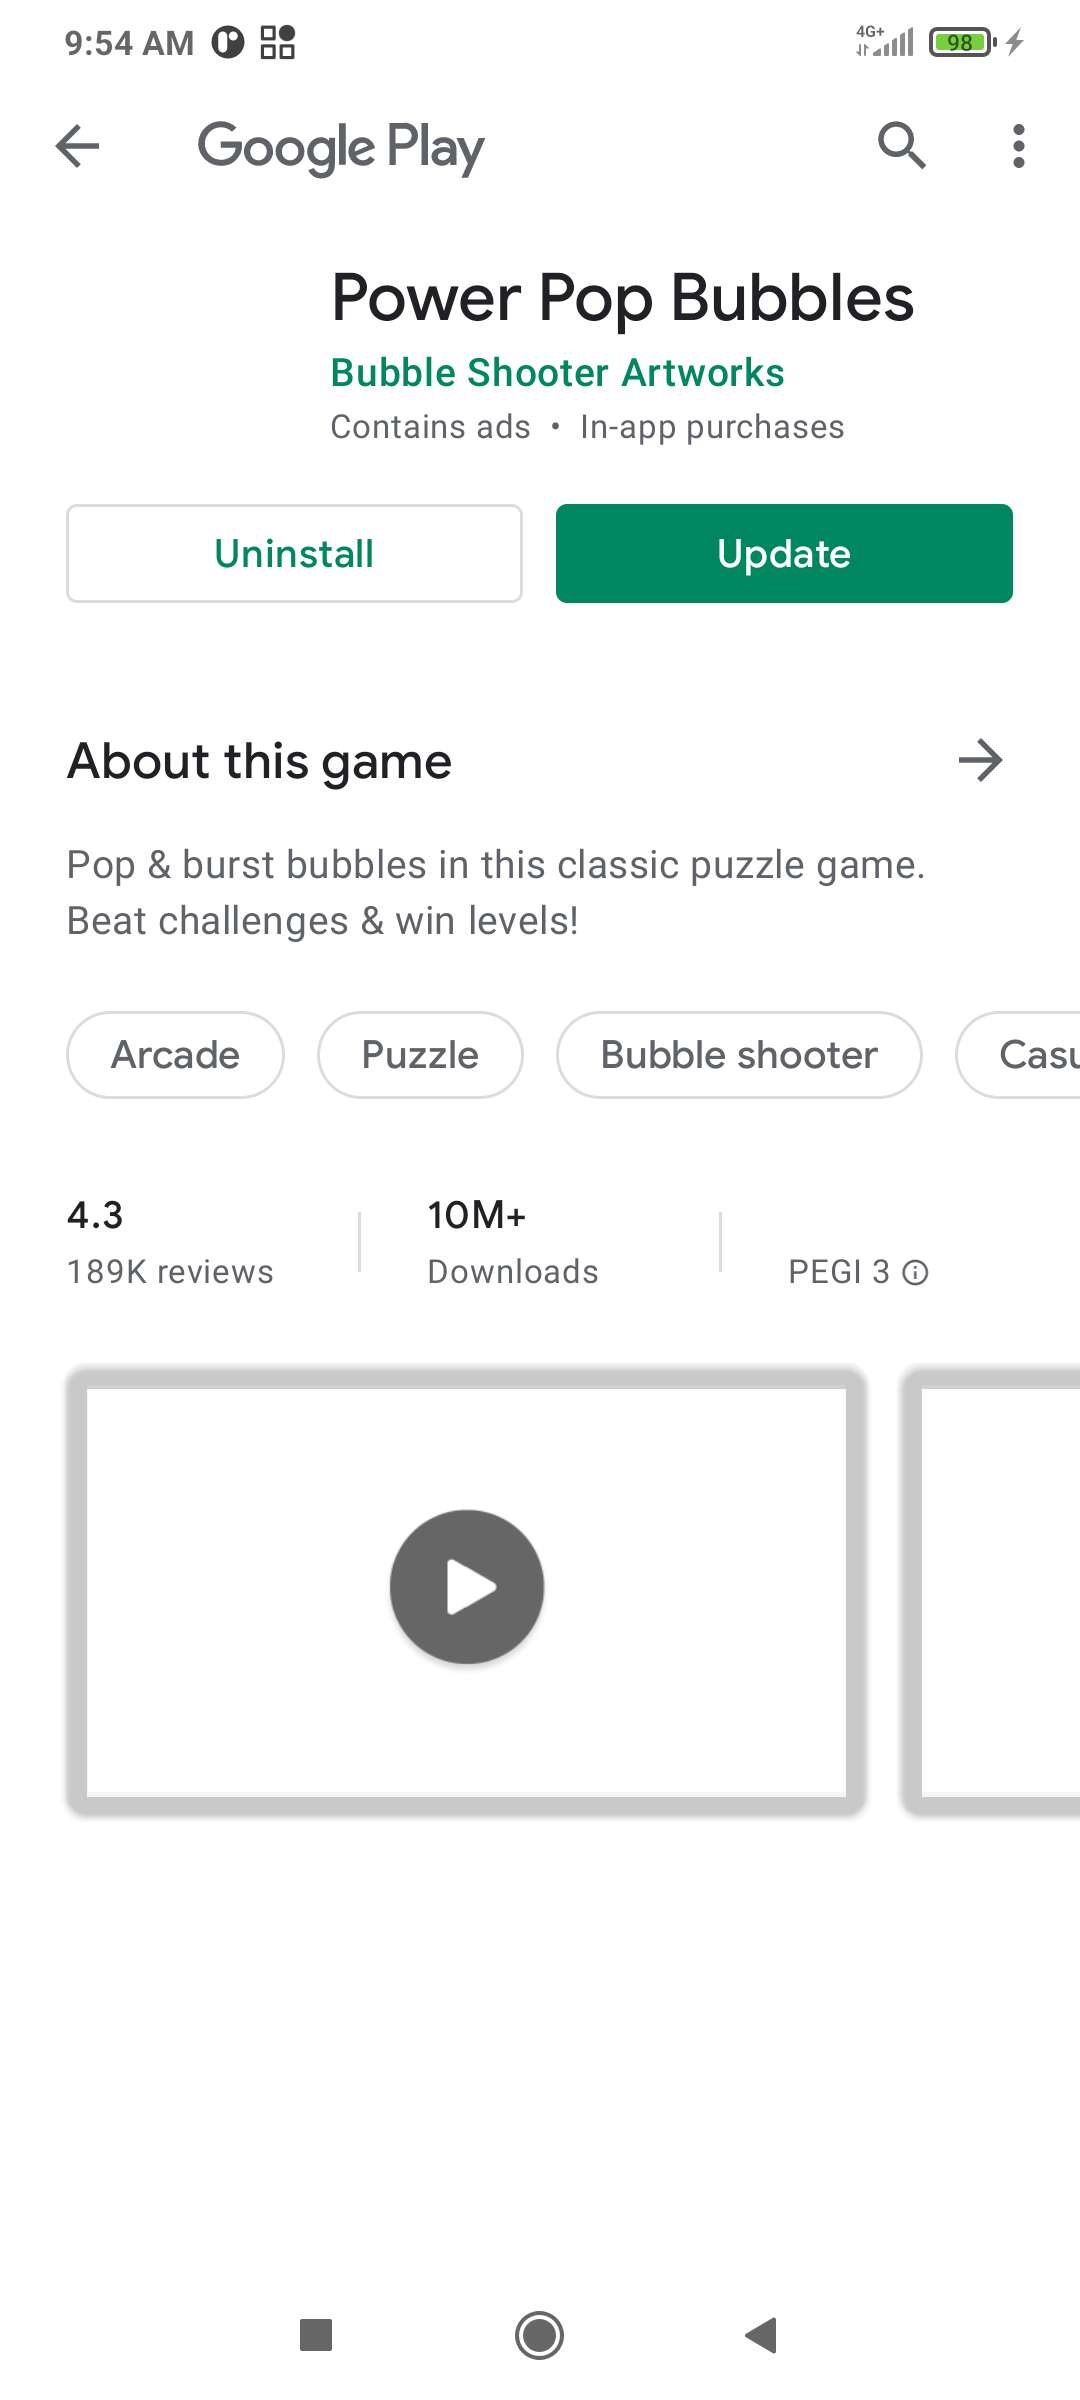 9:54 AM
4G+
98
Google Play
Power Pop Bubbles
Bubble Shooter Artworks
Contains ads • In-app purchases
Uninstall
Update
About this game
Pop & burst bubbles in this classic puzzle game.
Beat challenges & win levels!
Arcade
Puzzle
Bubble shooter
Casu
4.3
10M+
189K reviews
Downloads
PEGI 3